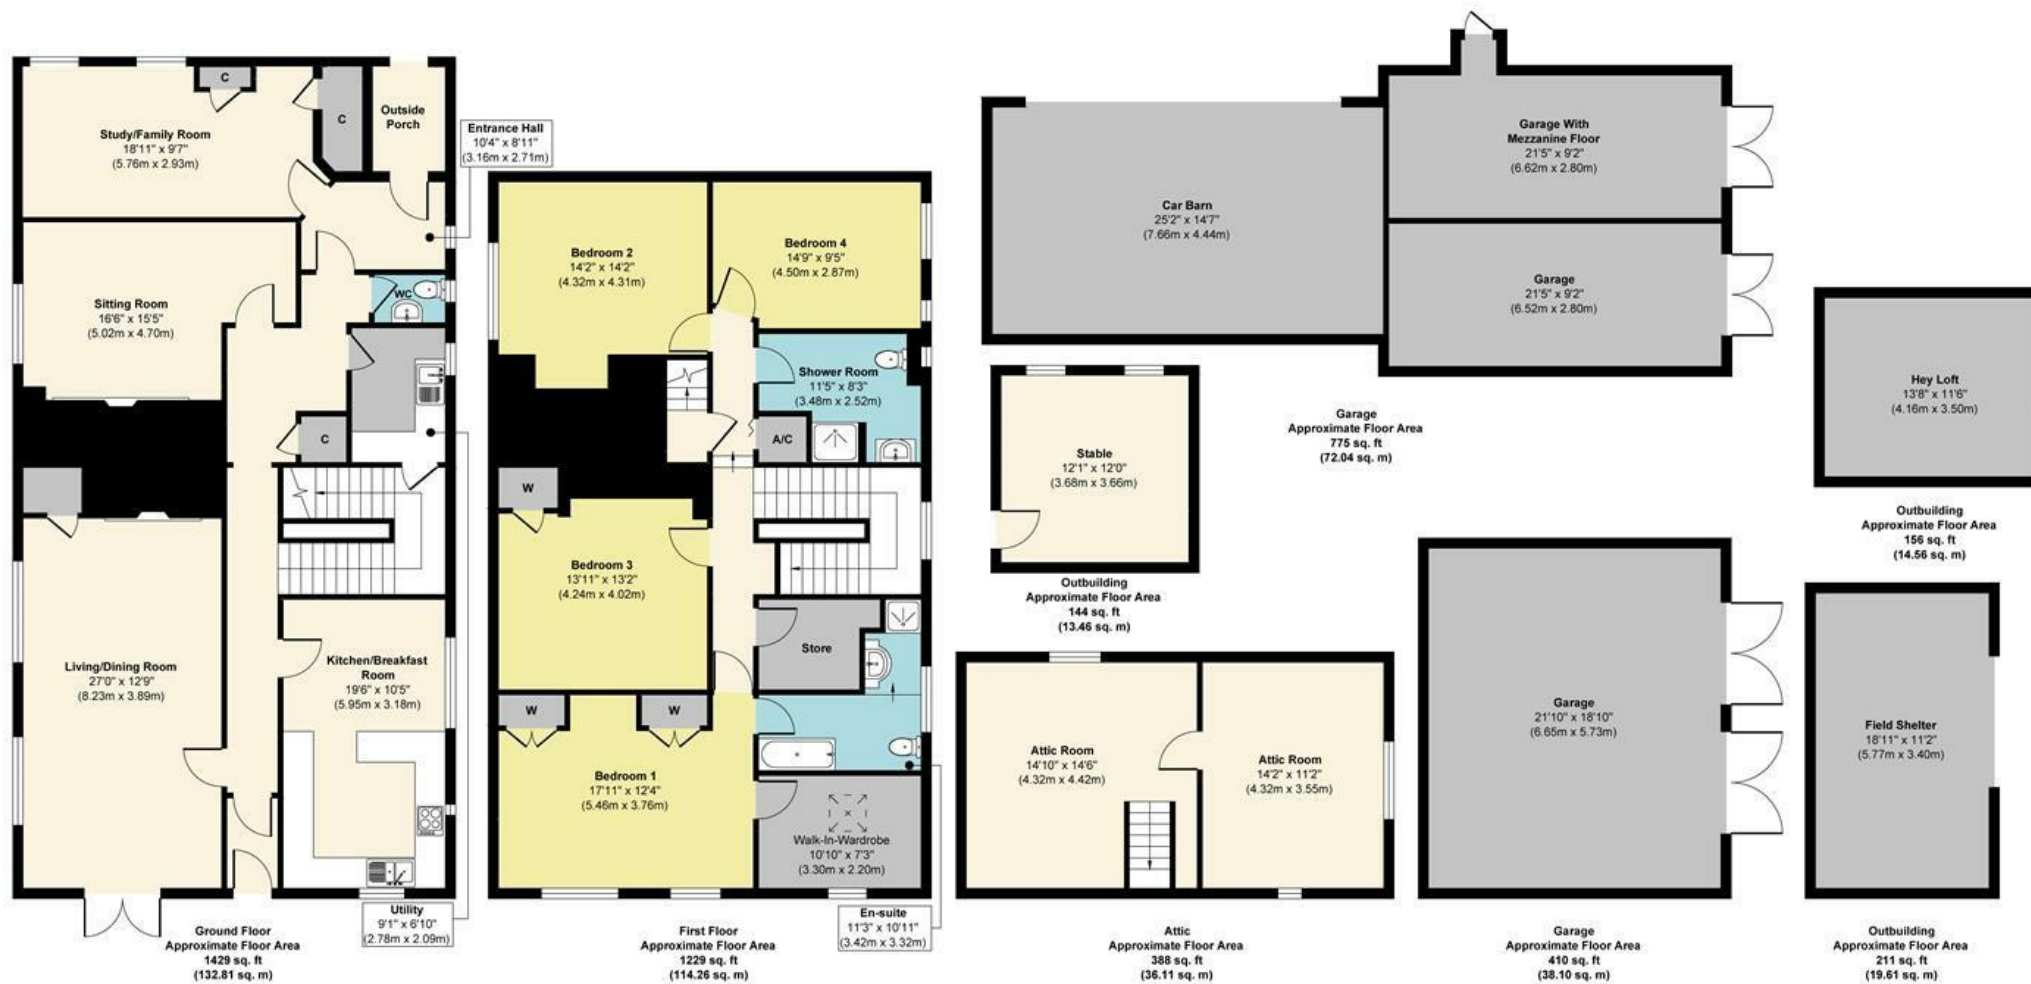 C
C
Outside
Porch
Study/Family Room
18'11" x 9'7"
(5.76m x 2.93m)
Entrance Hall
10'4" x 8'11"
(3.16m x 2.71m)
Sitting Room
16'6" x 15'5"
(5.02m x 4.70m)
WC
C
Living/Dining Room
27'0" x 12'9"
(8.23m x 3.89m)
Kitchen/Breakfast
Room
19'6" x 10'5"
(5.95m x 3.18m)
Utility
9'1" x 6'10"
(2.78m x 2.09m)
Ground Floor
Approximate Floor Area
1429 sq. ft
(132.81 sq. m)
Bedroom 2
14'2" x 14'2"
(4.32m x 4.31m)
Bedroom 4
14'9" x 9'5"
(4.50m x 2.87m)
Shower Room
11'5" x 8'3"
(3.48m x 2.52m)
A/C
W
Bedroom 3
13'11" x 13'2"
(4.24m x 4.02m)
Store
W
W
Bedroom 1
17'11" x 12'4"
(5.46m x 3.76m)
Walk-In-Wardrobe
10'10" x 7'3"
(3.30m x 2.20m)
En-suite
11'3" x 10'11"
(3.42m x 3.32m)
First Floor
Approximate Floor Area
1229 sq. ft
(114.26 sq. m)
Car Barn
25'2" x 14'7"
(7.66m x 4.44m)
Garage With
Mezzanine Floor
21'5" x 9'2"
(6.62m x 2.80m)
Garage
21'5" x 9'2"
(6.52m x 2.80m)
Garage
Approximate Floor Area
775 sq. ft
(72.04 sq. m)
Stable
12'1" x 12'0"
(3.68m x 3.66m)
Outbuilding
Approximate Floor Area
144 sq. ft
(13.46 sq. m)
Hey Loft
13'8" x 11'6"
(4.16m x 3.50m)
Outbuilding
Approximate Floor Area
156 sq. ft
(14.56 sq. m)
Attic Room
14'10" x 14'6"
(4.32m x 4.42m)
Attic Room
14'2" x 11'2"
(4.32m x 3.55m)
Attic
Approximate Floor Area
388 sq. ft
(36.11 sq. m)
Garage
21'10" x 18'10"
(6.65m x 5.73m)
Garage
Approximate Floor Area
410 sq. ft
(38.10 sq. m)
Field Shelter
18'11" x 11'2"
(5.77m x 3.40m)
Outbuilding
Approximate Floor Area
211 sq. ft
(19.61 sq. m)